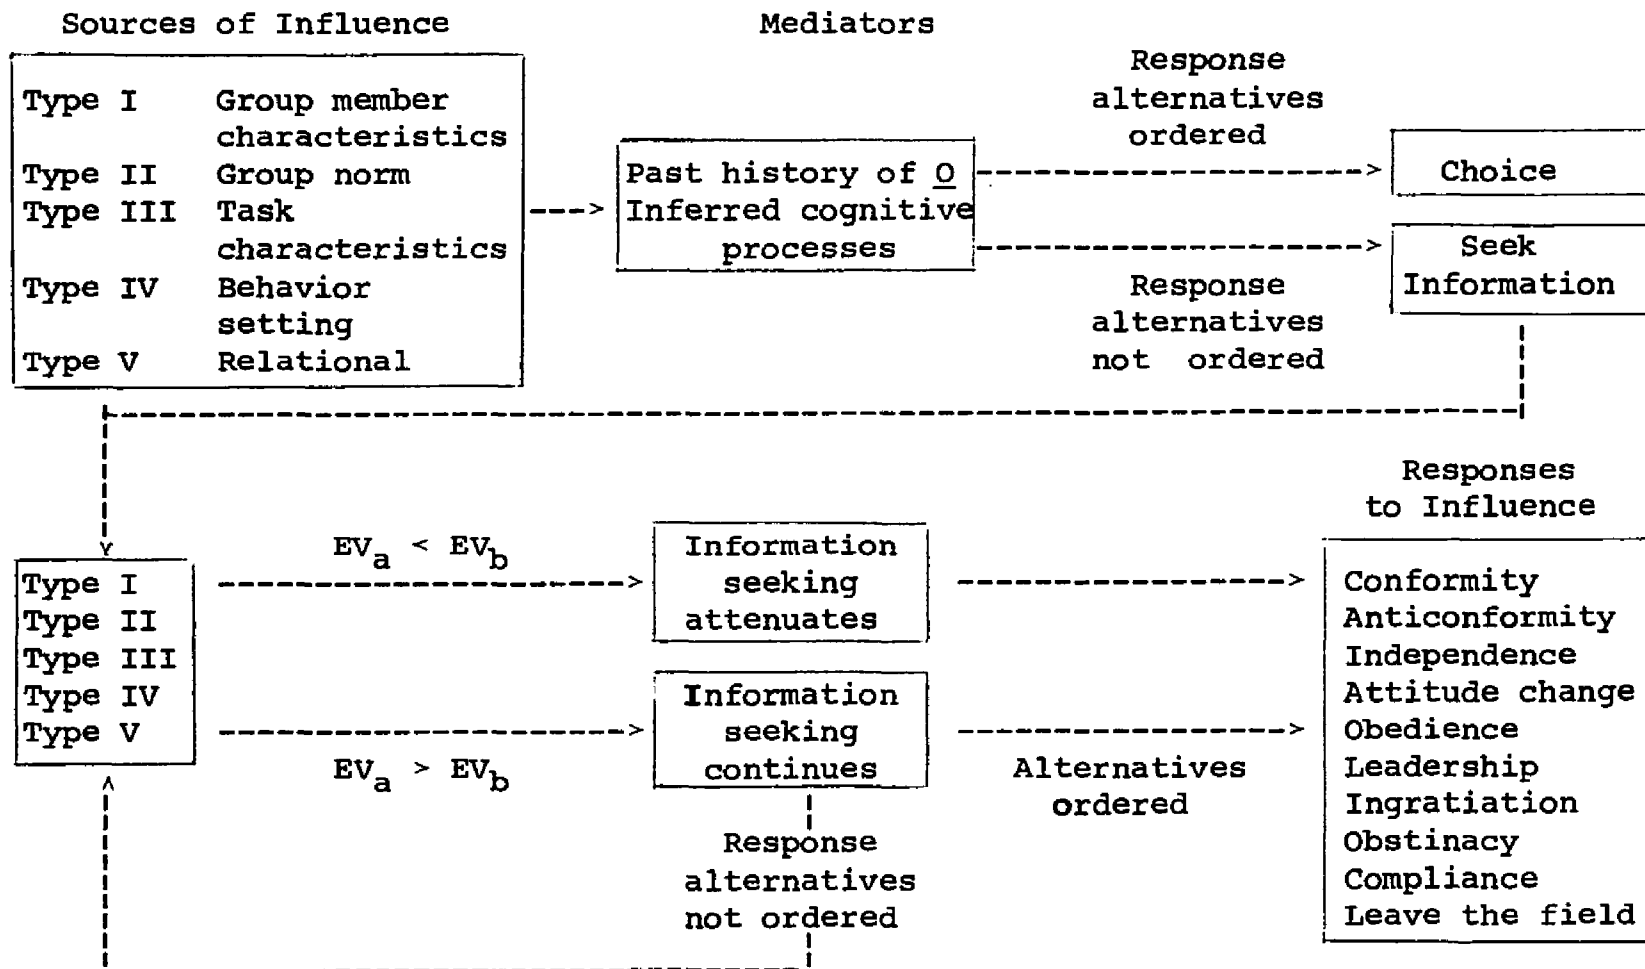 Sources of Influence
Mediators
Type I Group member
characteristics
Type II Group norm
Type III Task
characteristics
Type IV Behavior
setting
Type V Relational
Past history of O
Inferred cognitive
processes
Response
alternatives
ordered
Choice
Seek
Information
Response
alternatives
not ordered
Type I
Type II
Type III
Type IV
Type V
EVa < EVb
Information
seeking
attenuates
EVa > EVb
Information
seeking
continues
Alternatives
ordered
Response
alternatives
not ordered
Responses
to Influence
Conformity
Anticonformity
Independence
Attitude change
Obedience
Leadership
Ingratiation
Obstinacy
Compliance
Leave the field